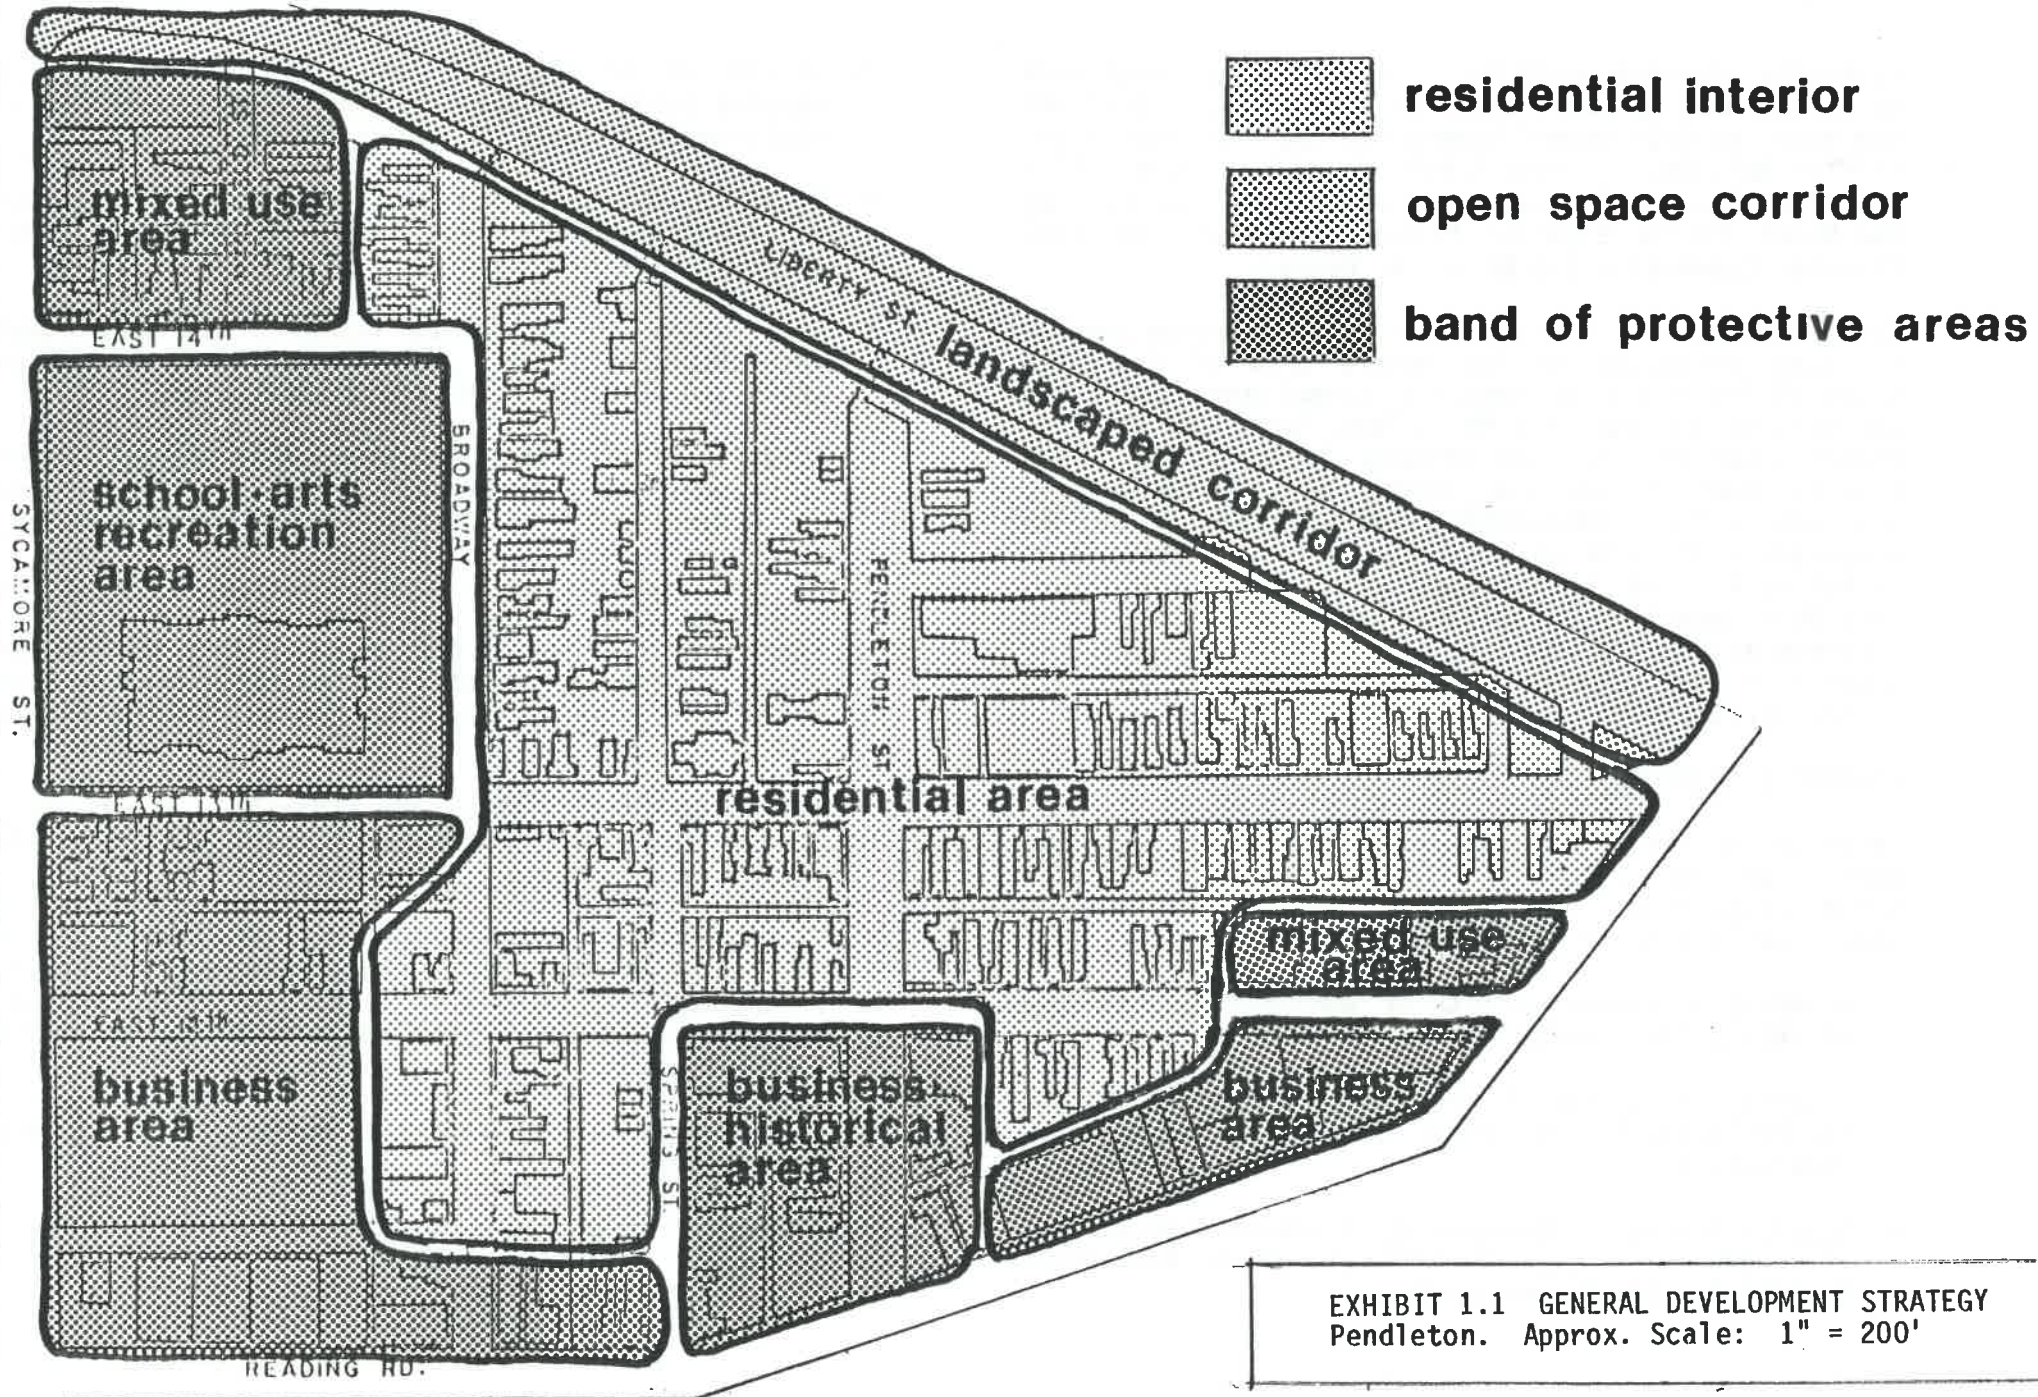 residential interior
open space corridor
band of protective areas
mixed use
area
EAST 14TH
LIBERTY ST.
landscaped corridor
BROADWAY
school·arts
recreation
area
SYCAMORE ST.
PENDLETON ST
residential area
EAST 13TH
mixed use
area
EAST
business
area
SPRING ST
business
historical
area
business
area
READING RD.
EXHIBIT 1.1 GENERAL DEVELOPMENT STRATEGY
Pendleton. Approx. Scale: 1" = 200'